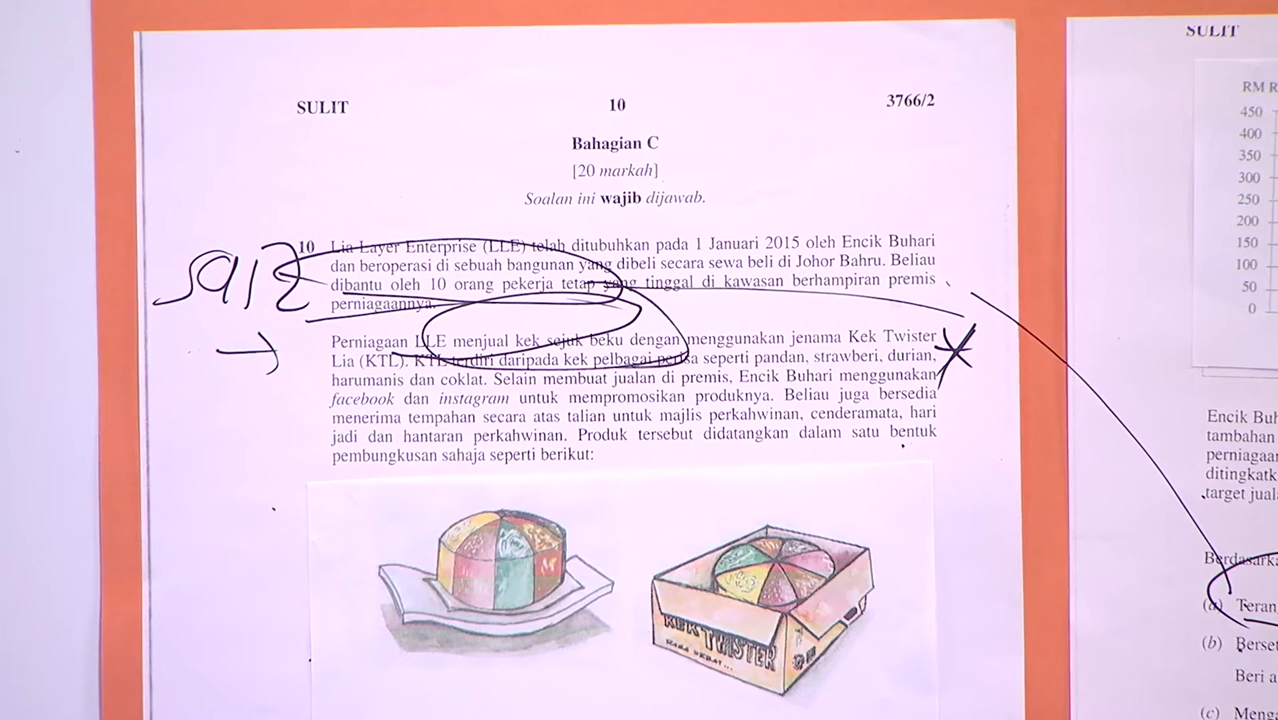 SULIT 10 3766/2
Bahagian C
[20 markah]
Soalan ini wajib dijawab.
10 Lia Layer Enterprise (LLE) telah ditubuhkan pada 1 Januari 2015 oleh Encik Buhari
dan beroperasi di sebuah bangunan yang dibeli secara sewa beli di Johor Bahru. Beliau
dibantu oleh 10 orang pekerja tetap yang tinggal di kawasan berhampiran premis
perniagaannya.
Perniagaan LLE menjual kek sejuk beku dengan menggunakan jenama Kek Twister
Lia (KTL). KTL terdiri daripada kek pelbagai perisa seperti pandan, strawberi, durian,
harumanis dan coklat. Selain membuat jualan di premis, Encik Buhari menggunakan
facebook dan instagram untuk mempromosikan produknya. Beliau juga bersedia
menerima tempahan secara atas talian untuk majlis perkahwinan, cenderamata, hari
jadi dan hantaran perkahwinan. Produk tersebut didatangkan dalam satu bentuk
pembungkusan sahaja seperti berikut:
KEK TWISTER
SULIT
RM
450
400
350
300
250
200
150
100
50
0
Encik
tambahan
(a)
(b)
Beri
(c)